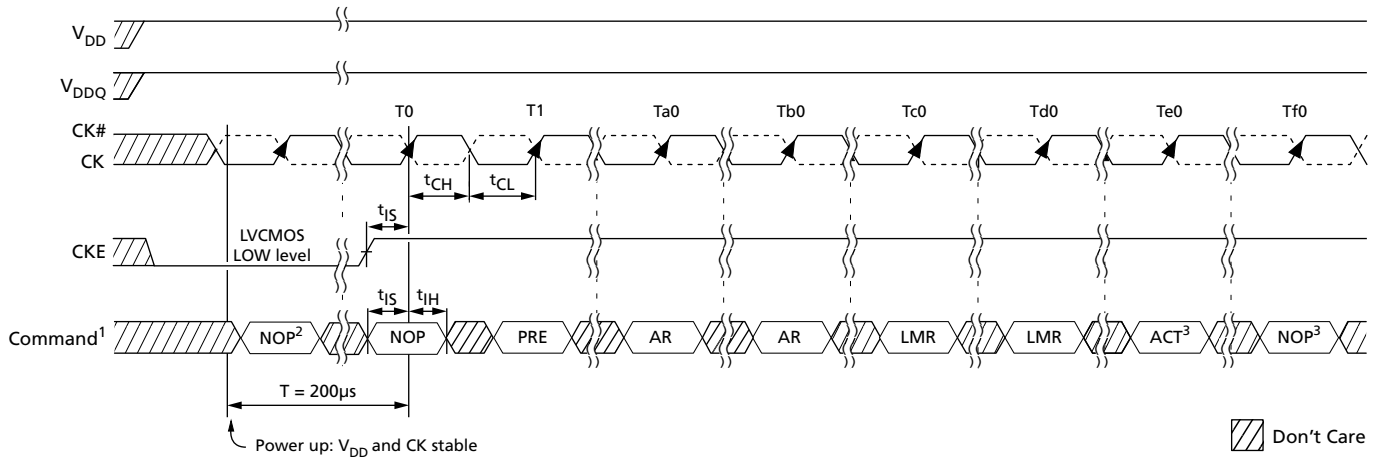 VDD
VDDQ
T0 T1 Ta0 Tb0 Tc0 Td0 Te0 Tf0
CK#
CK
tCH tCL
tIS
LVCMOS
LOW level
CKE
tIS tIH
Command1 NOP2 NOP PRE AR AR LMR LMR ACT3 NOP3
T = 200µs
Power up: VDD and CK stable
Don't Care